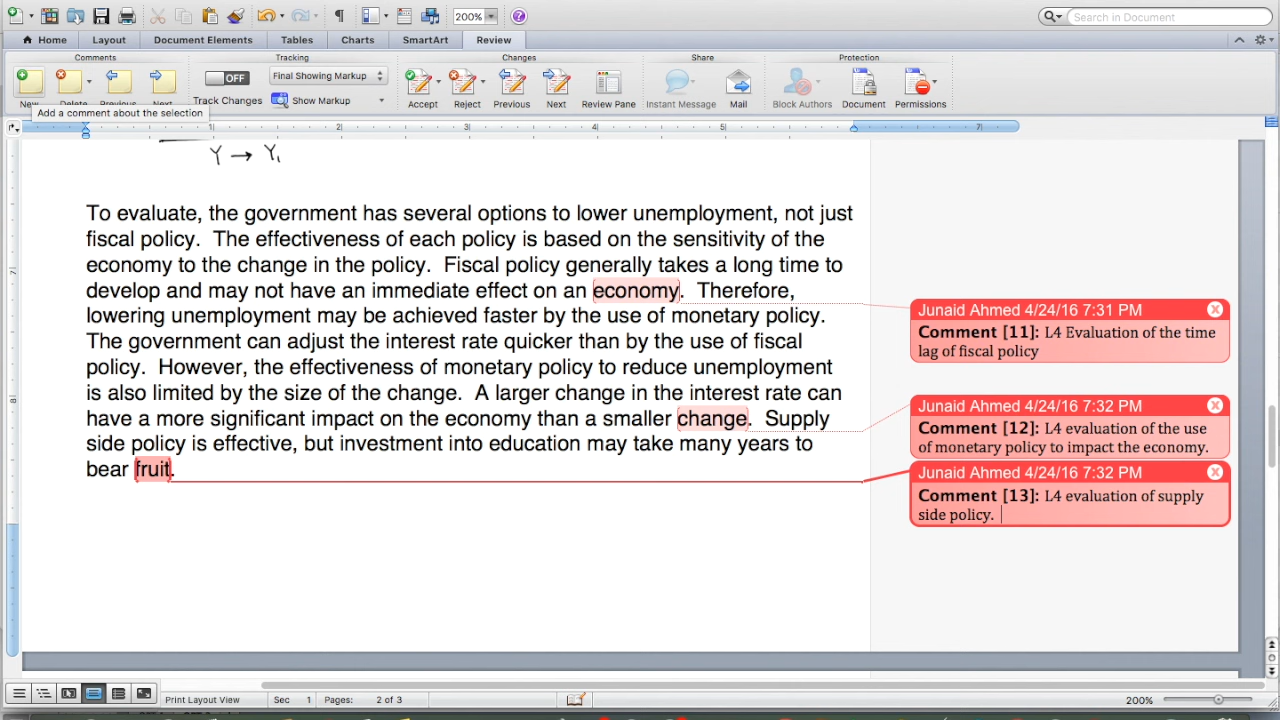 200%
Search in Document
Home Layout Document Elements Tables Charts SmartArt Review
Comments Tracking Changes Share Protection
OFF Final Showing Markup
New Delete Previous Next Track Changes Show Markup Accept Reject Previous Next Review Pane Instant Message Mail Block Authors Document Permissions
Add a comment about the selection
1 2 3 4 5 7
Y → Y₁
To evaluate, the government has several options to lower unemployment, not just
fiscal policy.  The effectiveness of each policy is based on the sensitivity of the
economy to the change in the policy.  Fiscal policy generally takes a long time to
develop and may not have an immediate effect on an economy.  Therefore,
lowering unemployment may be achieved faster by the use of monetary policy.
The government can adjust the interest rate quicker than by the use of fiscal
policy.  However, the effectiveness of monetary policy to reduce unemployment
is also limited by the size of the change.  A larger change in the interest rate can
have a more significant impact on the economy than a smaller change.  Supply
side policy is effective, but investment into education may take many years to
bear fruit.
Junaid Ahmed 4/24/16 7:31 PM
Comment [11]: L4 Evaluation of the time
lag of fiscal policy
Junaid Ahmed 4/24/16 7:32 PM
Comment [12]: L4 evaluation of the use
of monetary policy to impact the economy.
Junaid Ahmed 4/24/16 7:32 PM
Comment [13]: L4 evaluation of supply
side policy.
Print Layout View Sec 1 Pages: 2 of 3 200%